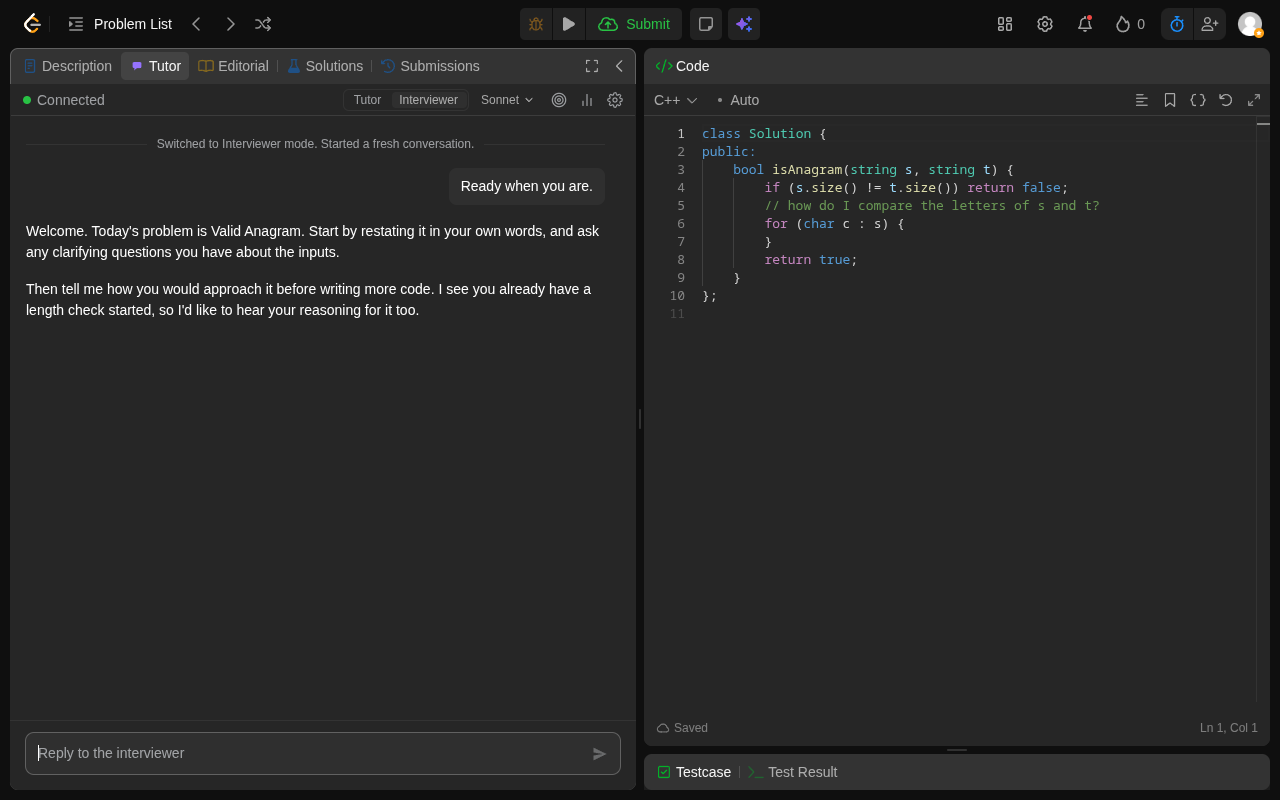 Problem List
Submit
0
Description
Tutor
Editorial
Solutions
Submissions
Connected
Tutor
Interviewer
Sonnet
Switched to Interviewer mode. Started a fresh conversation.
Ready when you are.
Welcome. Today's problem is Valid Anagram. Start by restating it in your own words, and ask
any clarifying questions you have about the inputs.
Then tell me how you would approach it before writing more code. I see you already have a
length check started, so I'd like to hear your reasoning for it too.
Reply to the interviewer
Code
C++
Auto
1 class Solution {
2 public:
3 bool isAnagram(string s, string t) {
4 if (s.size() != t.size()) return false;
5 // how do I compare the letters of s and t?
6 for (char c : s) {
7 }
8 return true;
9 }
10 };
11
Saved
Ln 1, Col 1
Testcase
Test Result